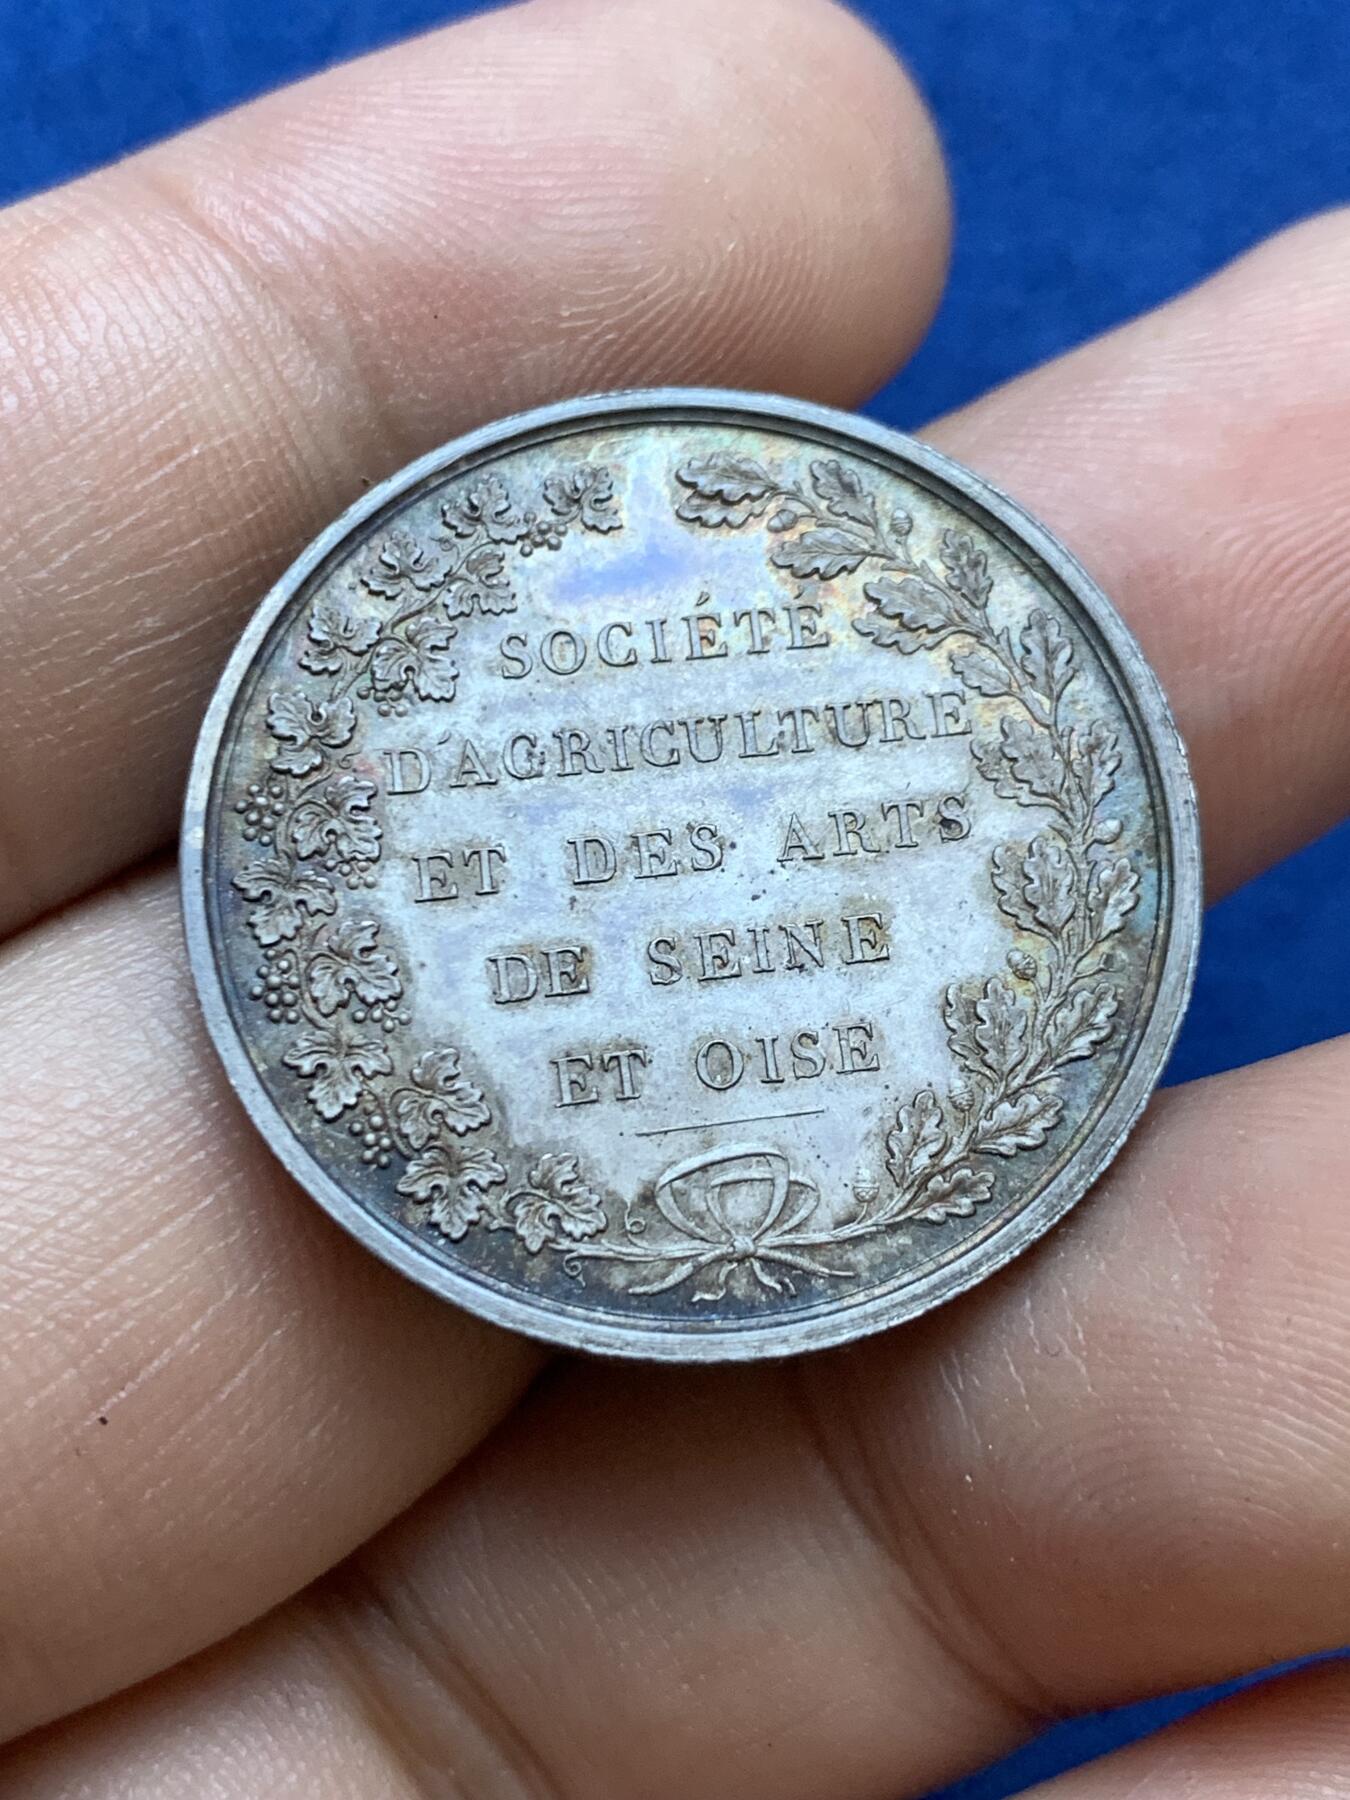 SOCIÉTÉ
D'AGRICULTURE
ET DES ARTS
DE SEINE
ET OISE